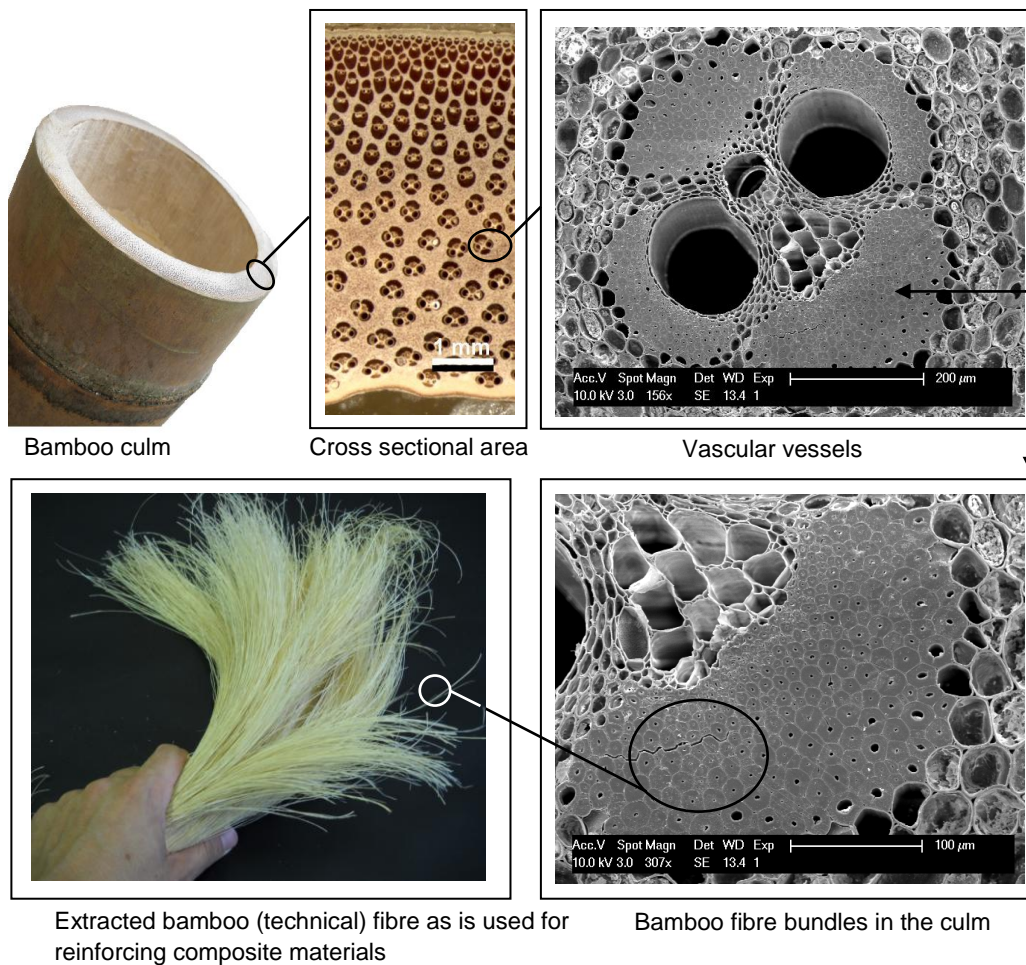 1 mm
Acc.V Spot Magn Det WD Exp 200 µm
10.0 kV 3.0 156x SE 13.4 1
Bamboo culm
Cross sectional area
Vascular vessels
Acc.V Spot Magn Det WD Exp 100 µm
10.0 kV 3.0 307x SE 13.4 1
Extracted bamboo (technical) fibre as is used for
reinforcing composite materials
Bamboo fibre bundles in the culm